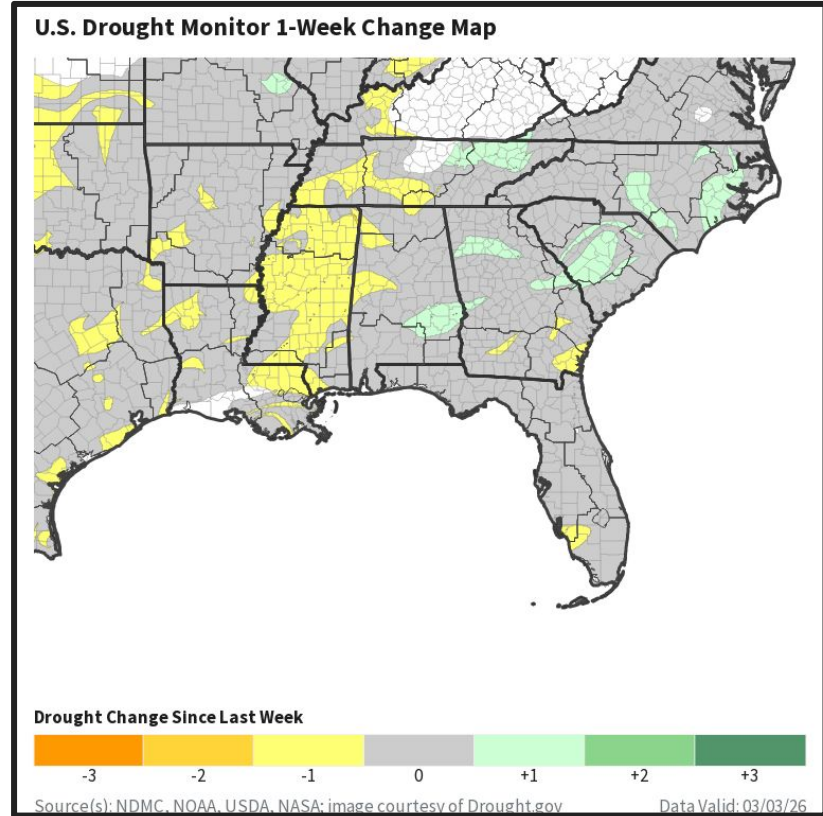 U.S. Drought Monitor 1-Week Change Map
Drought Change Since Last Week
-3 -2 -1 0 +1 +2 +3
Source(s): NDMC, NOAA, USDA, NASA; image courtesy of Drought.gov Data Valid: 03/03/26